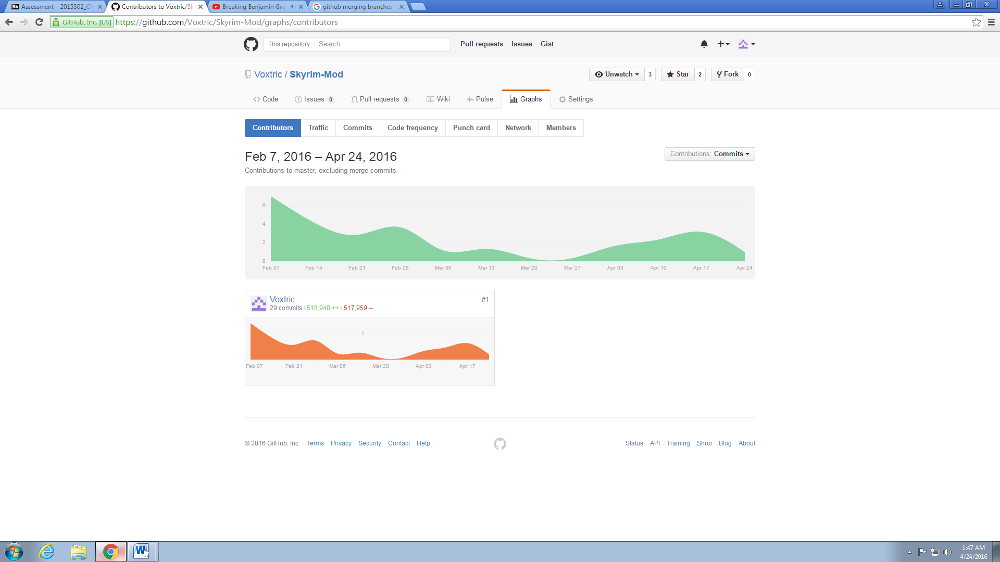 Bb Assessment – 2015S02_CN
Contributors to Voxtric/Sk
Breaking Benjamin Gre
github merging branches
GitHub, Inc. [US] https://github.com/Voxtric/Skyrim-Mod/graphs/contributors
This repository Search Pull requests Issues Gist
Voxtric / Skyrim-Mod Unwatch 3 Star 2 Fork 0
Code Issues 0 Pull requests 0 Wiki Pulse Graphs Settings
Contributors Traffic Commits Code frequency Punch card Network Members
Feb 7, 2016 – Apr 24, 2016 Contributions: Commits
Contributions to master, excluding merge commits
6
4
2
0
Feb 07 Feb 14 Feb 21 Feb 28 Mar 06 Mar 13 Mar 20 Mar 27 Apr 03 Apr 10 Apr 17 Apr 24
Voxtric #1
29 commits / 518,940 ++ / 517,959 --
5
Feb 07 Feb 21 Mar 06 Mar 20 Apr 03 Apr 17
© 2016 GitHub, Inc. Terms Privacy Security Contact Help Status API Training Shop Blog About
1:47 AM
4/24/2016